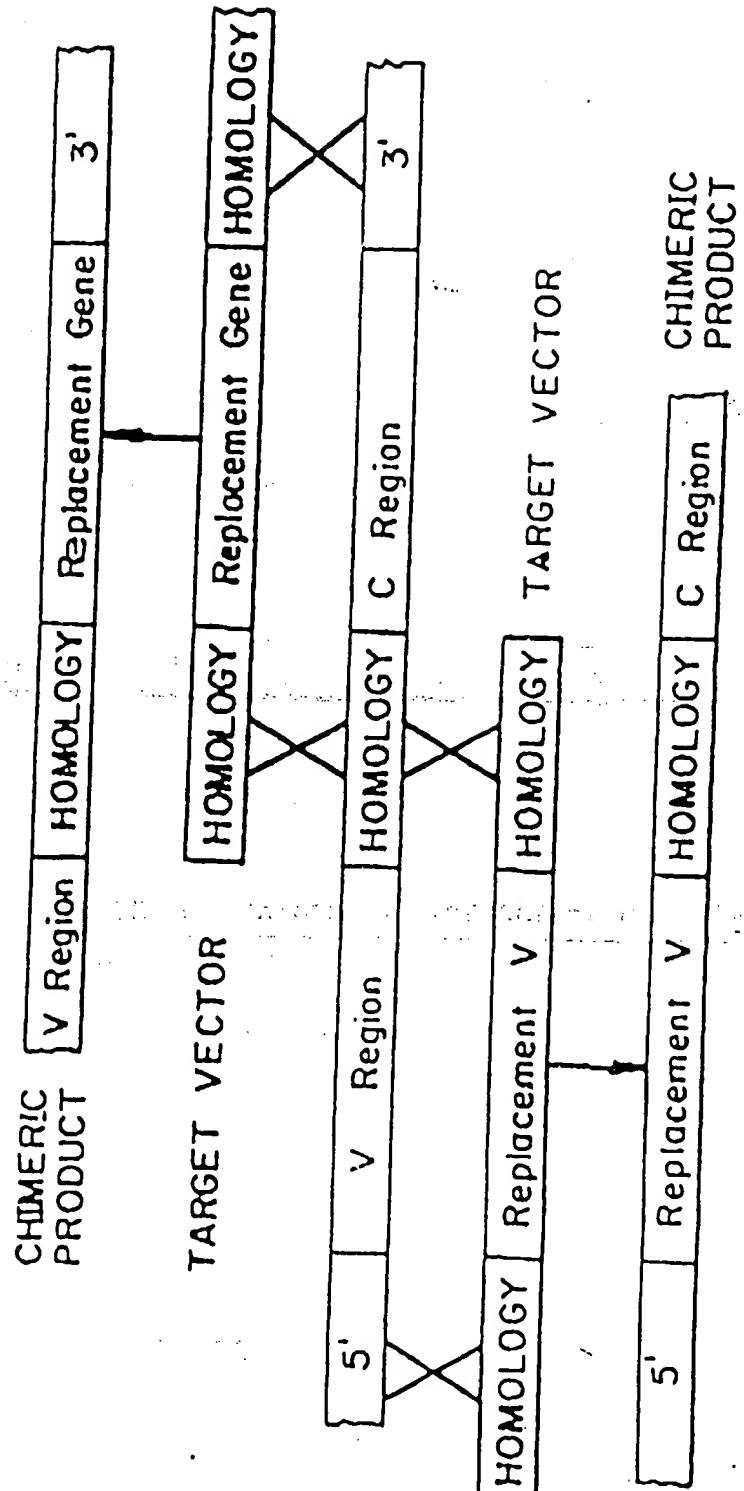 CHIMERIC
PRODUCT
V Region HOMOLOGY Replacement Gene 3'
TARGET VECTOR
HOMOLOGY Replacement Gene HOMOLOGY
5' V Region HOMOLOGY C Region 3'
HOMOLOGY Replacement V HOMOLOGY
TARGET VECTOR
5' Replacement V HOMOLOGY C Region
CHIMERIC
PRODUCT